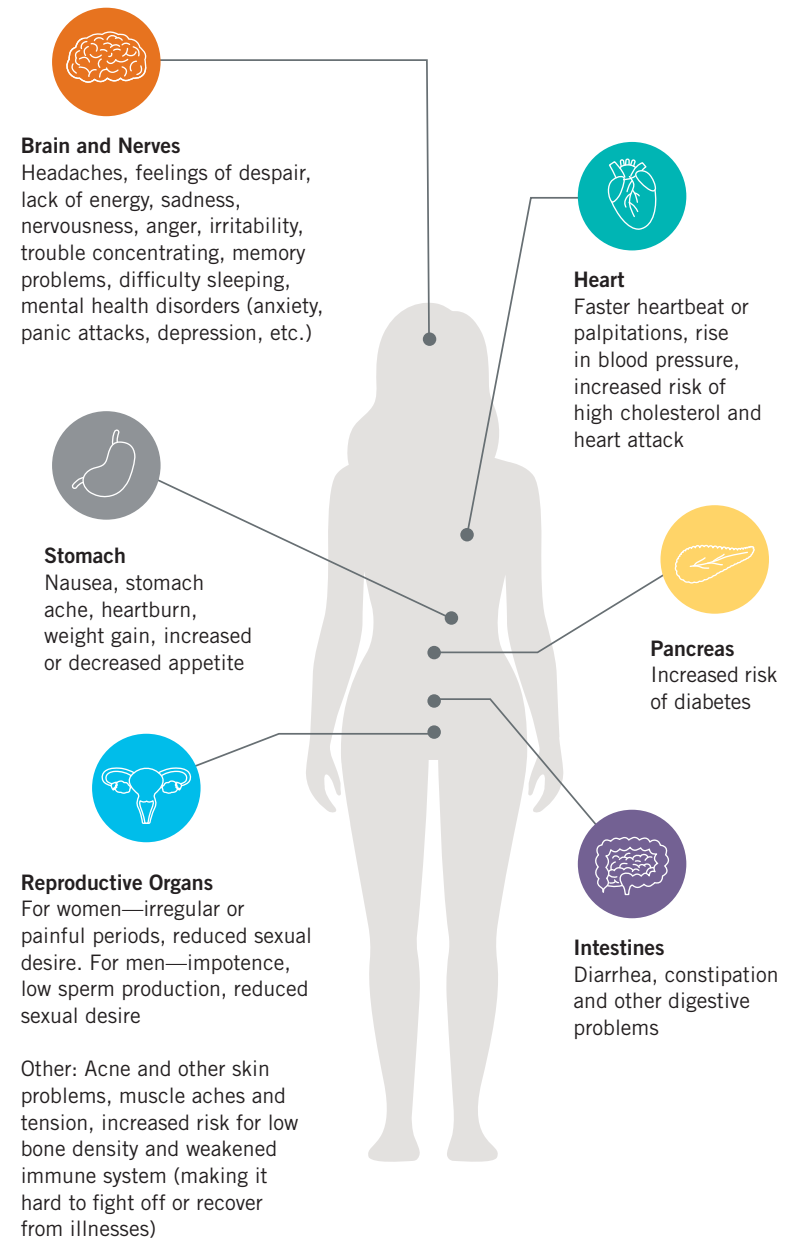 Brain and Nerves
Headaches, feelings of despair,
lack of energy, sadness,
nervousness, anger, irritability,
trouble concentrating, memory
problems, difficulty sleeping,
mental health disorders (anxiety,
panic attacks, depression, etc.)
Heart
Faster heartbeat or
palpitations, rise
in blood pressure,
increased risk of
high cholesterol and
heart attack
Stomach
Nausea, stomach
ache, heartburn,
weight gain, increased
or decreased appetite
Pancreas
Increased risk
of diabetes
Reproductive Organs
For women—irregular or
painful periods, reduced sexual
desire. For men—impotence,
low sperm production, reduced
sexual desire
Intestines
Diarrhea, constipation
and other digestive
problems
Other: Acne and other skin
problems, muscle aches and
tension, increased risk for low
bone density and weakened
immune system (making it
hard to fight off or recover
from illnesses)